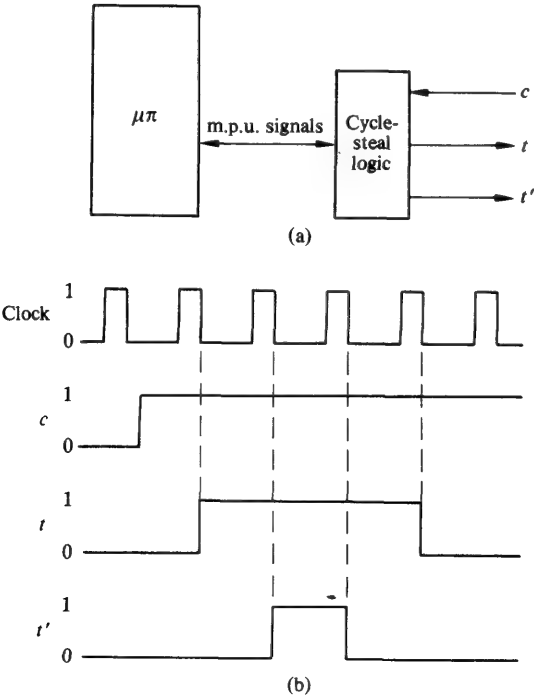 μπ
m.p.u. signals
Cycle-
steal
logic
c
t
t′
(a)
Clock
1
0
c
1
0
t
1
0
t′
1
0
(b)